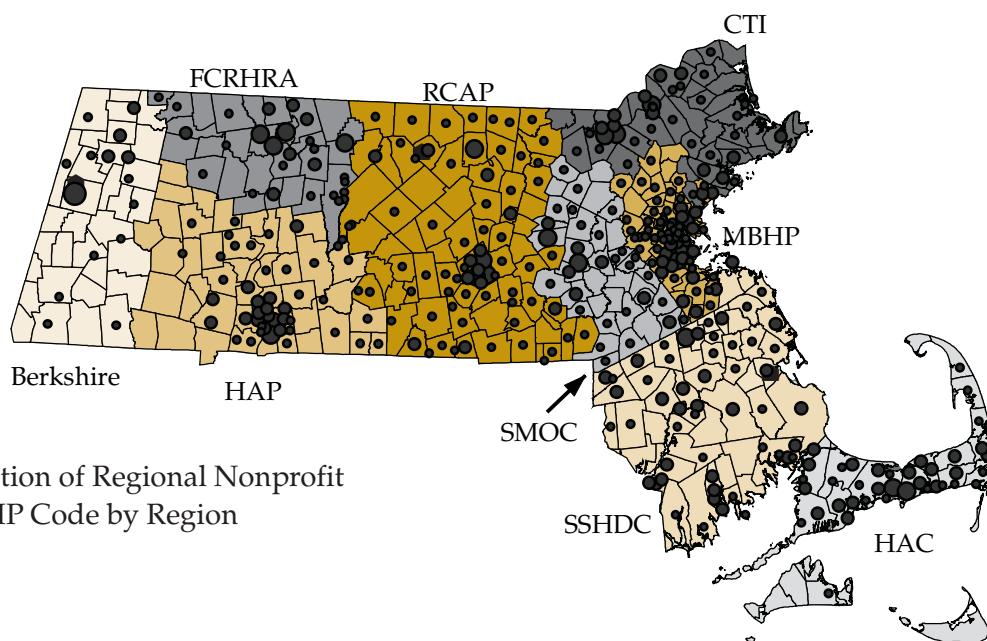 CTI
FCRHRA
RCAP
MBHP
Berkshire
HAP
SMOC
tion of Regional Nonprofit
IP Code by Region
SSHDC
HAC